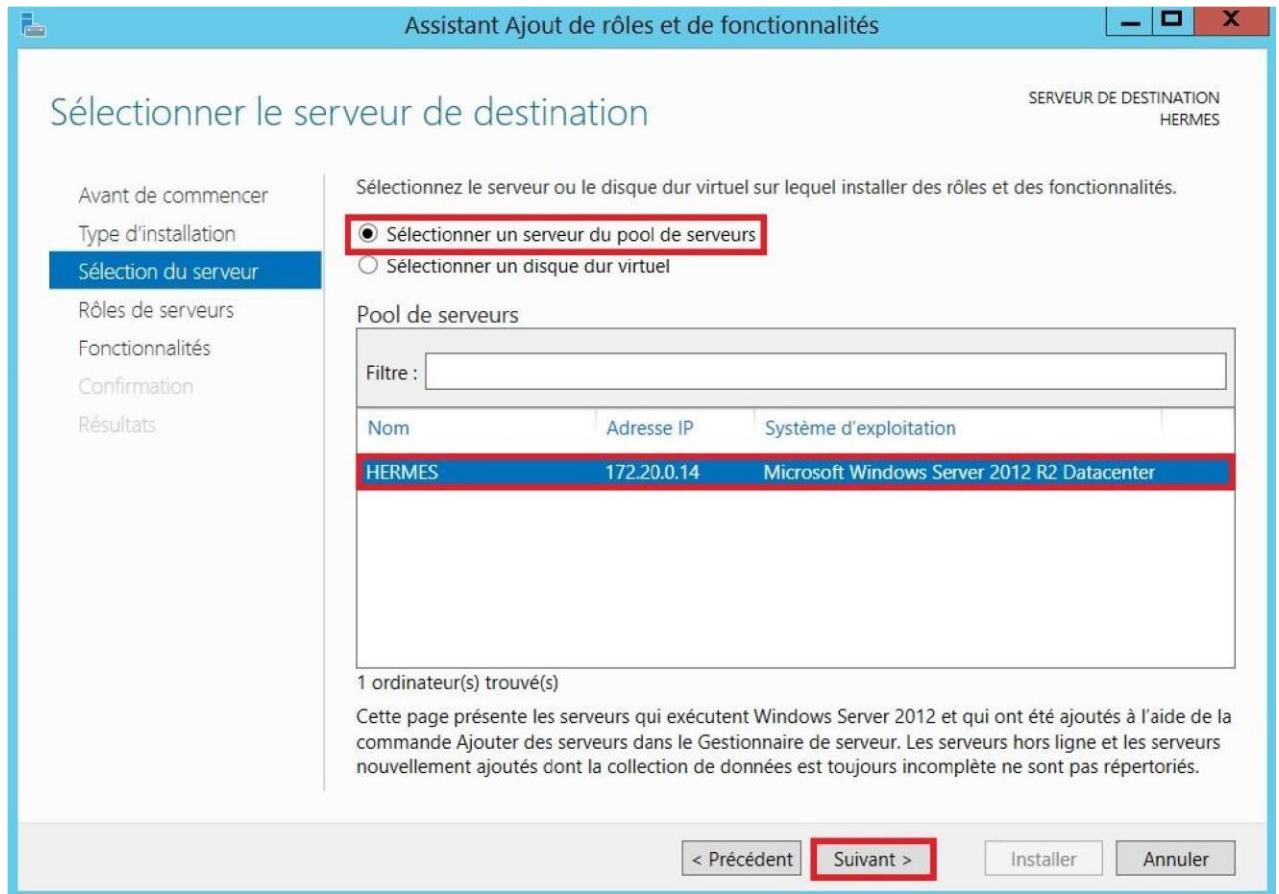 Assistant Ajout de rôles et de fonctionnalités
X
Sélectionner le serveur de destination
SERVEUR DE DESTINATION
HERMES
Avant de commencer
Type d'installation
Sélection du serveur
Rôles de serveurs
Fonctionnalités
Confirmation
Résultats
Sélectionnez le serveur ou le disque dur virtuel sur lequel installer des rôles et des fonctionnalités.
Sélectionner un serveur du pool de serveurs
Sélectionner un disque dur virtuel
Pool de serveurs
Filtre :
Nom Adresse IP Système d'exploitation
HERMES 172.20.0.14 Microsoft Windows Server 2012 R2 Datacenter
1 ordinateur(s) trouvé(s)
Cette page présente les serveurs qui exécutent Windows Server 2012 et qui ont été ajoutés à l'aide de la
commande Ajouter des serveurs dans le Gestionnaire de serveur. Les serveurs hors ligne et les serveurs
nouvellement ajoutés dont la collection de données est toujours incomplète ne sont pas répertoriés.
< Précédent Suivant > Installer Annuler